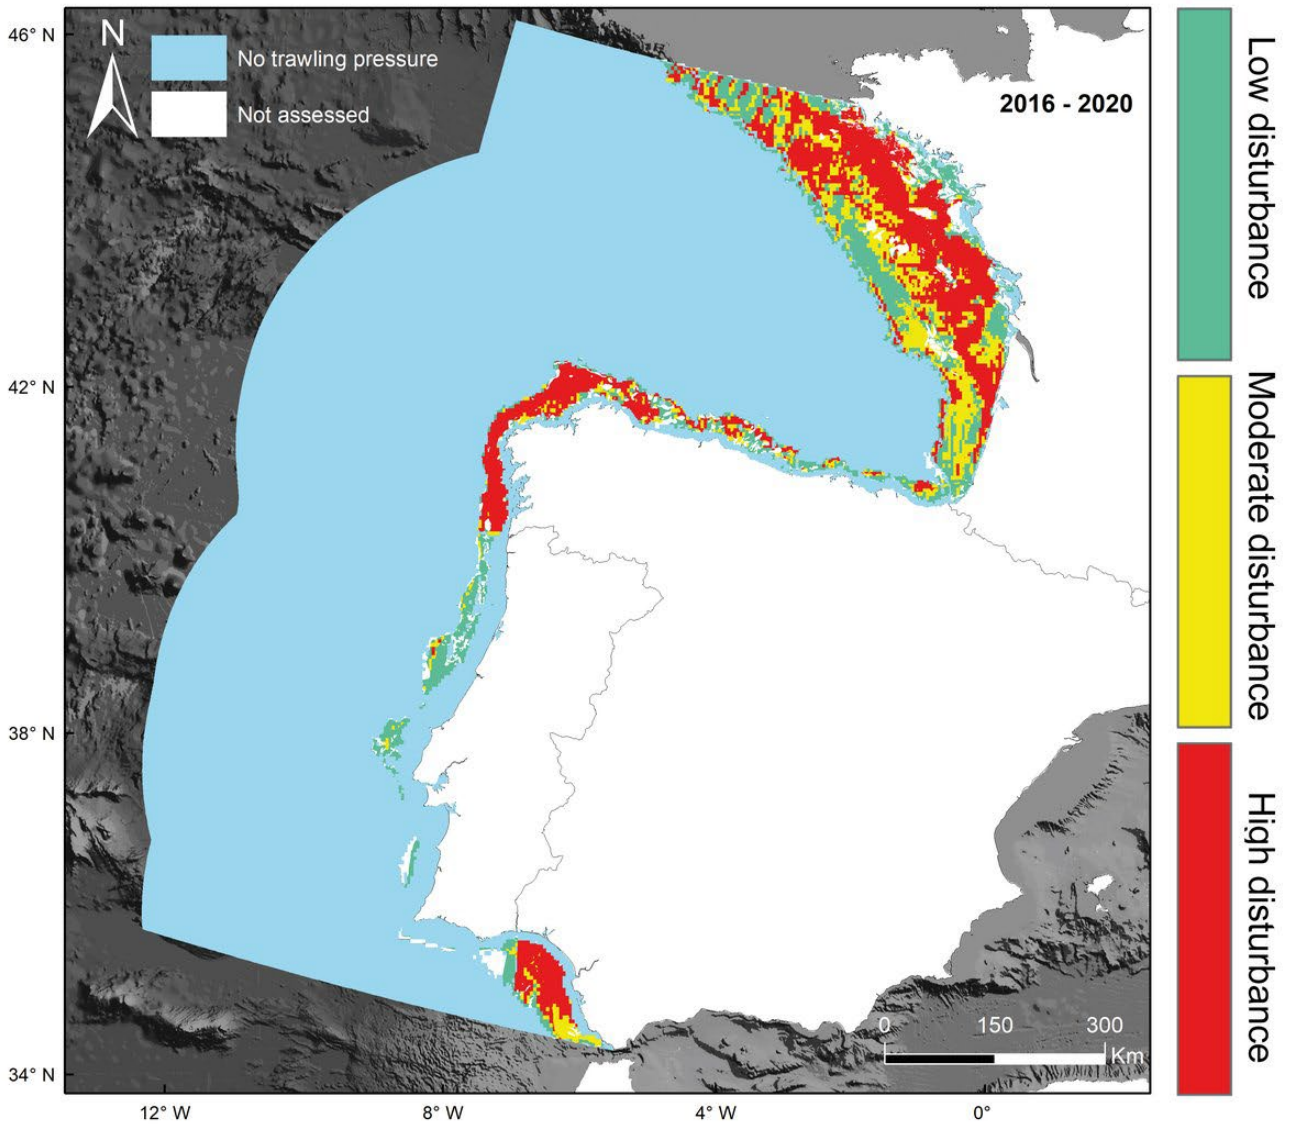 46° N
N
No trawling pressure
Not assessed
2016 - 2020
42° N
38° N
34° N
0 150 300
Km
12° W 8° W 4° W 0°
Low disturbance
Moderate disturbance
High disturbance